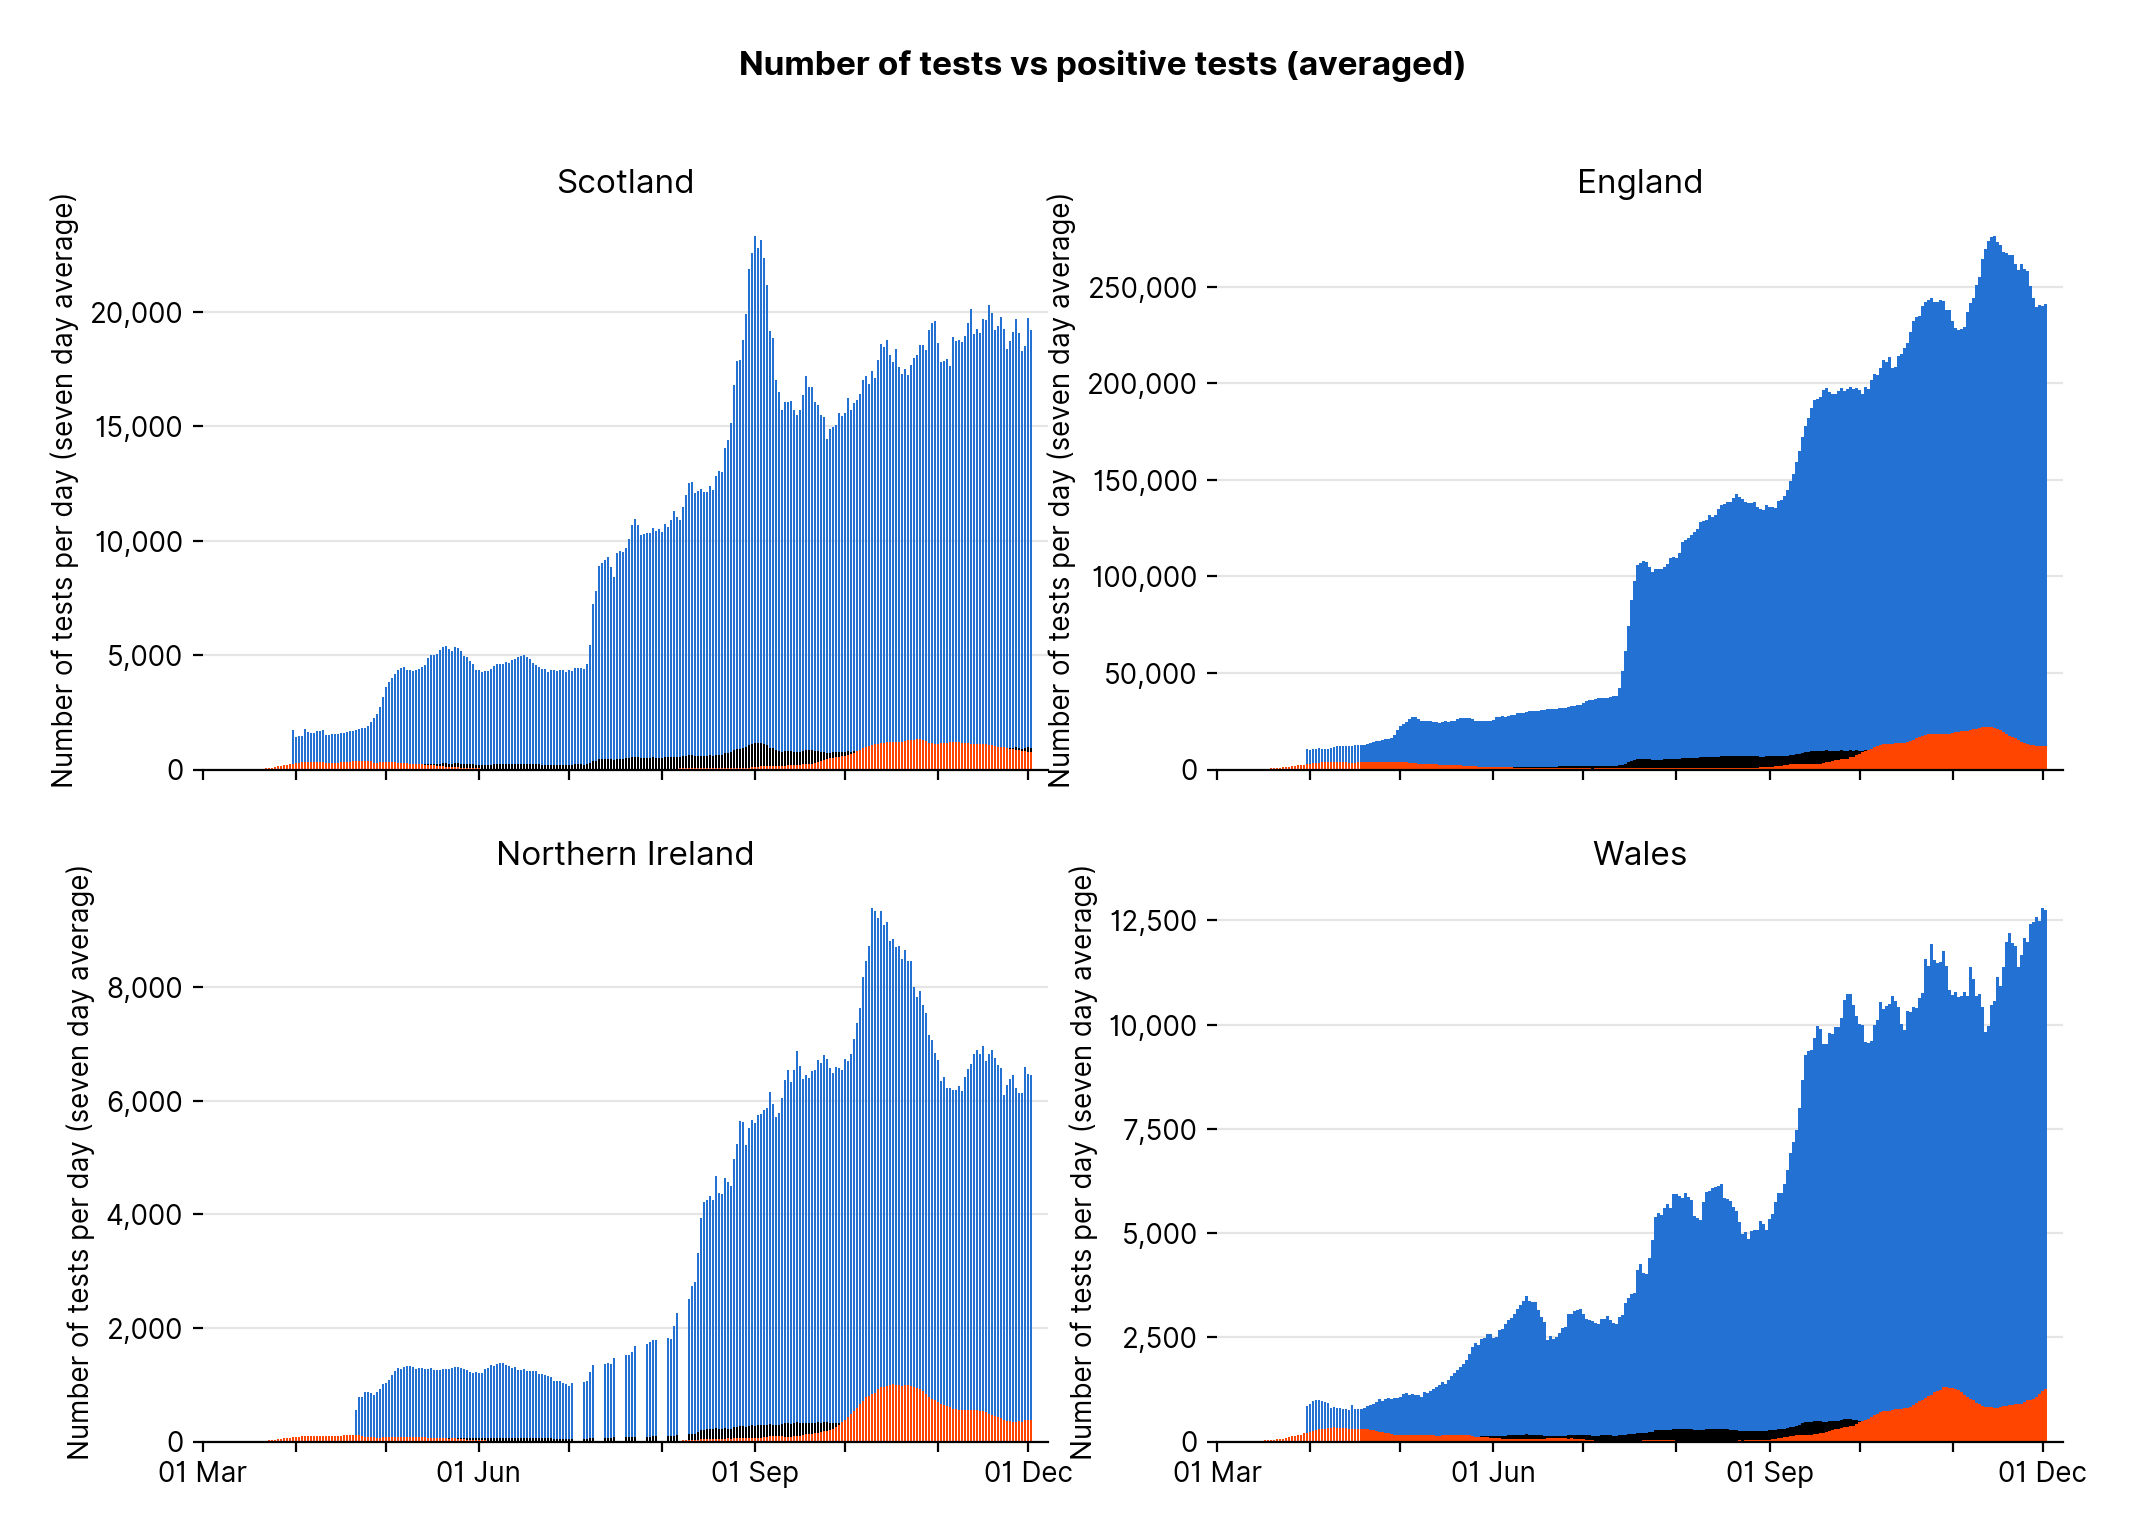 Number of tests vs positive tests (averaged)
Scotland
Number of tests per day (seven day average)
20,000
15,000
10,000
5,000
0
England
Number of tests per day (seven day average)
250,000
200,000
150,000
100,000
50,000
0
Northern Ireland
Number of tests per day (seven day average)
8,000
6,000
4,000
2,000
0
01 Mar
01 Jun
01 Sep
01 Dec
Wales
Number of tests per day (seven day average)
12,500
10,000
7,500
5,000
2,500
0
01 Mar
01 Jun
01 Sep
01 Dec